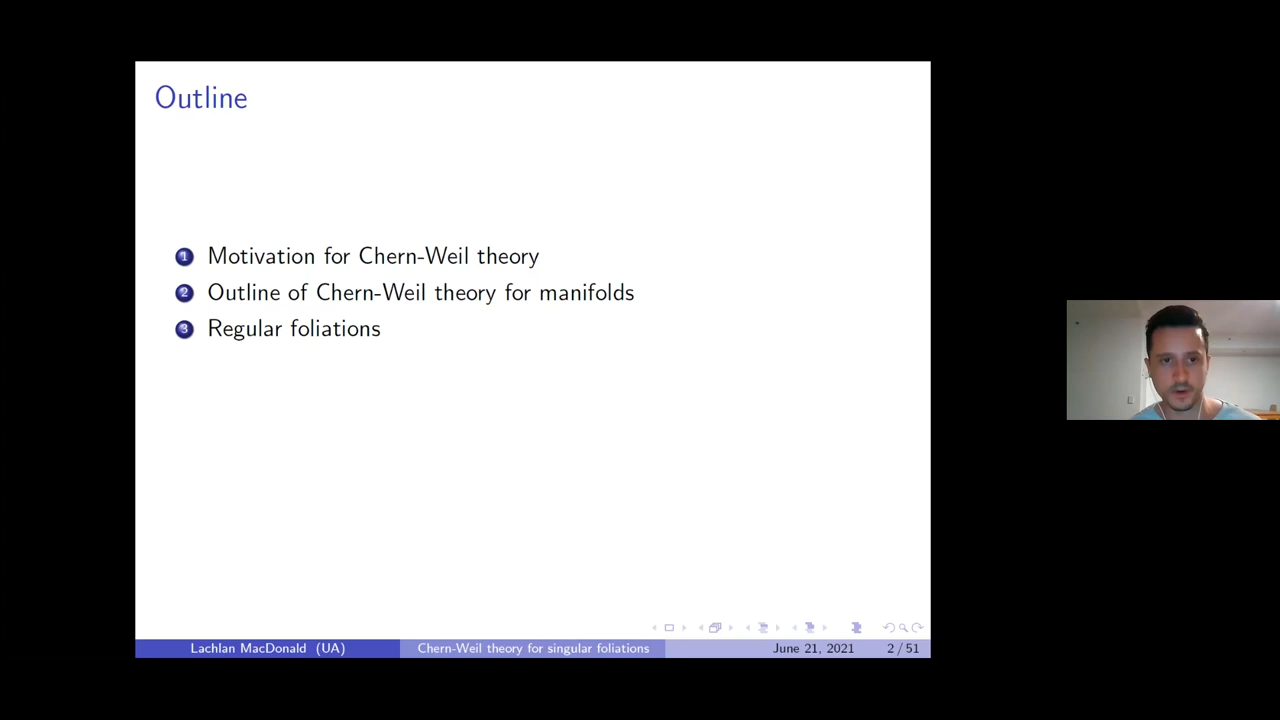 Outline
1 Motivation for Chern-Weil theory
2 Outline of Chern-Weil theory for manifolds
3 Regular foliations
Lachlan MacDonald (UA) Chern-Weil theory for singular foliations June 21, 2021 2 / 51